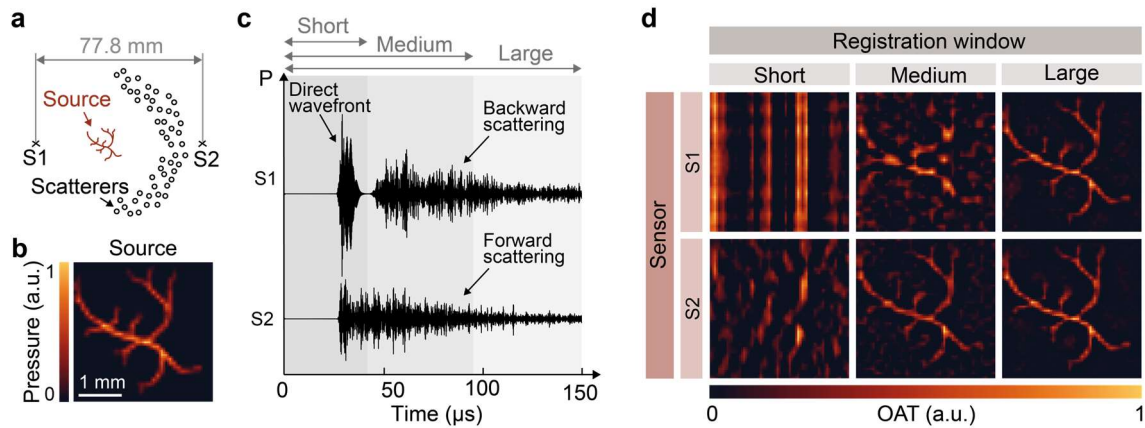 a
77.8 mm
Source
S1
S2
Scatterers
b
Source
Pressure (a.u.)
1
0
1 mm
c
Short
Medium
Large
P
Direct
wavefront
Backward
scattering
S1
Forward
scattering
S2
0
50
100
150
Time (μs)
d
Registration window
Short
Medium
Large
Sensor
S1
S2
0
OAT (a.u.)
1